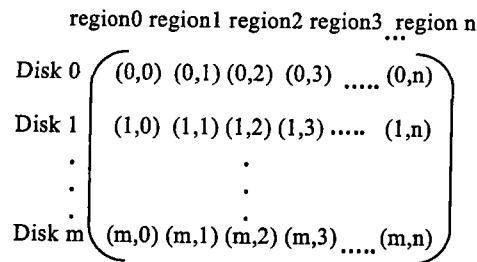 region0 region1 region2 region3 ... region n
Disk 0 (0,0) (0,1) (0,2) (0,3) ..... (0,n)
Disk 1 (1,0) (1,1) (1,2) (1,3) ..... (1,n)
. .
. .
. .
Disk m (m,0) (m,1) (m,2) (m,3) ..... (m,n)